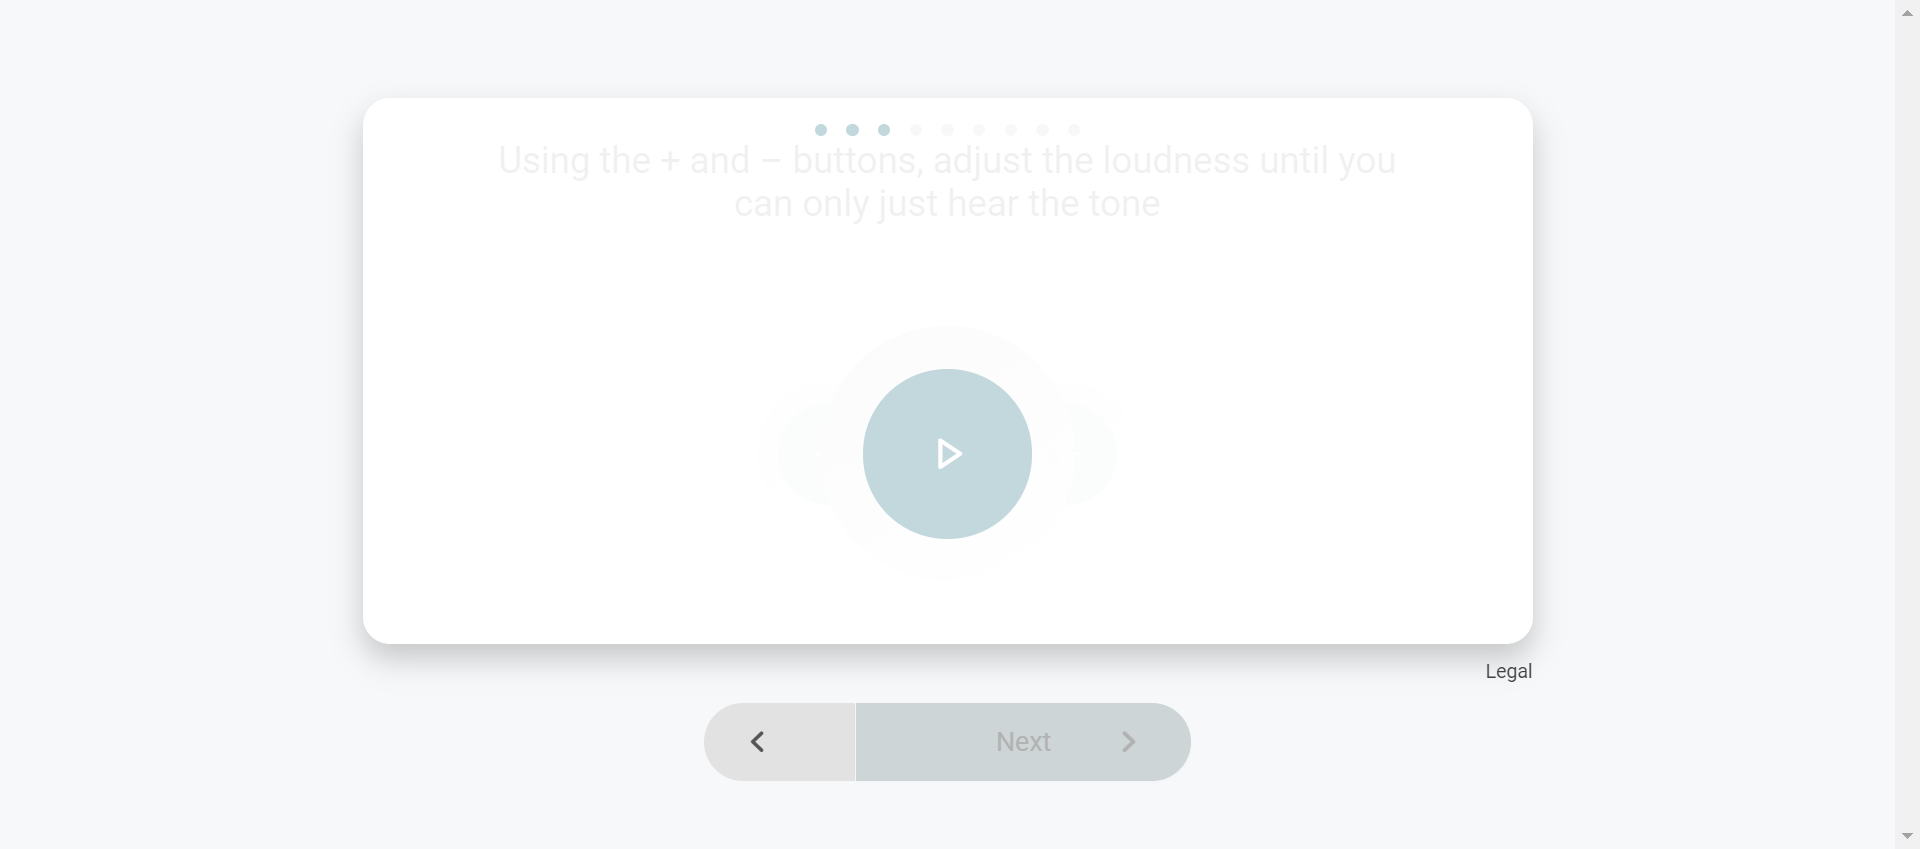 Using the + and – buttons, adjust the loudness until you
can only just hear the tone
Legal
Next